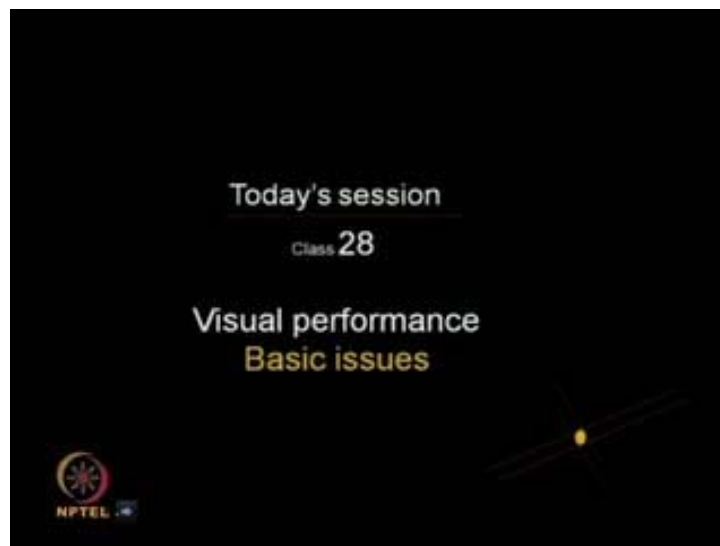 Today's session
Class 28
Visual performance
Basic issues
NPTEL